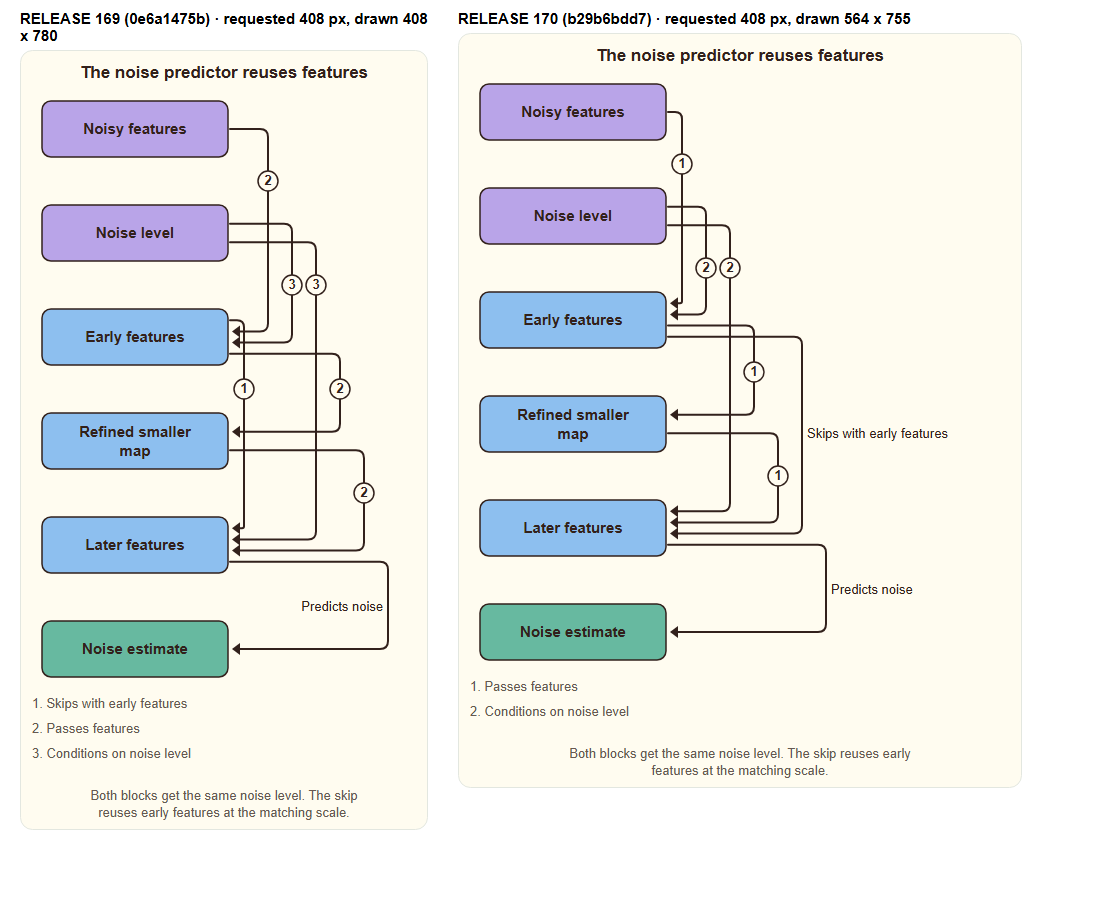 RELEASE 169 (0e6a1475b) · requested 408 px, drawn 408
x 780
The noise predictor reuses features
Noisy features
2
Noise level
3
3
Early features
1
2
Refined smaller
map
2
Later features
Predicts noise
Noise estimate
1. Skips with early features
2. Passes features
3. Conditions on noise level
Both blocks get the same noise level. The skip
reuses early features at the matching scale.
RELEASE 170 (b29b6bdd7) · requested 408 px, drawn 564 x 755
The noise predictor reuses features
Noisy features
1
Noise level
2
2
Early features
1
Refined smaller
map
Skips with early features
1
Later features
Predicts noise
Noise estimate
1. Passes features
2. Conditions on noise level
Both blocks get the same noise level. The skip reuses early
features at the matching scale.